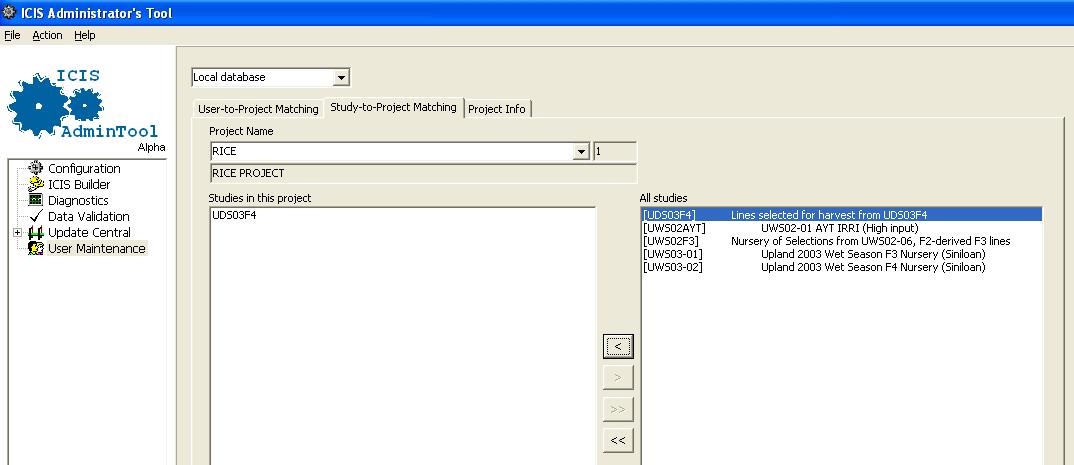 ICIS Administrator's Tool
File Action Help
ICIS
AdminTool
Alpha
Configuration
ICIS Builder
Diagnostics
Data Validation
Update Central
User Maintenance
Local database
User-to-Project Matching Study-to-Project Matching Project Info
Project Name
RICE 1
RICE PROJECT
Studies in this project
UDS03F4
<
>
>>
<<
All studies
[UDS03F4] Lines selected for harvest from UDS03F4
[UWS02AYT] UWS02-01 AYT IRRI (High input)
[UWS02F3] Nursery of Selections from UWS02-06, F2-derived F3 lines
[UWS03-01] Upland 2003 Wet Season F3 Nursery (Siniloan)
[UWS03-02] Upland 2003 Wet Season F4 Nursery (Siniloan)